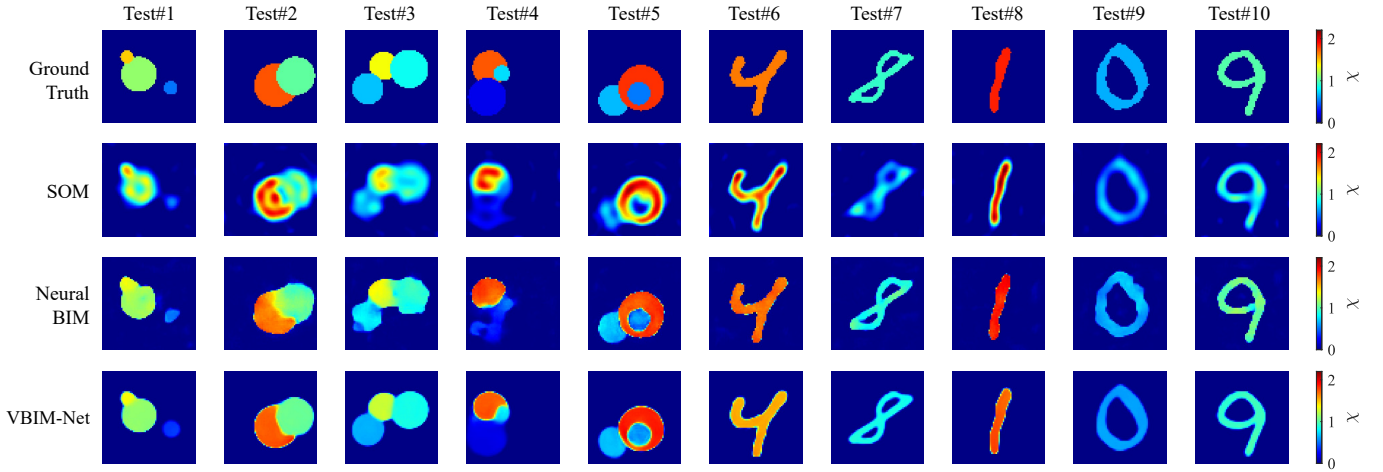 Test#1 Test#2 Test#3 Test#4 Test#5 Test#6 Test#7 Test#8 Test#9 Test#10
Ground
Truth
2
1
0
χ
SOM
2
1
0
χ
Neural
BIM
2
1
0
χ
VBIM-Net
2
1
0
χ